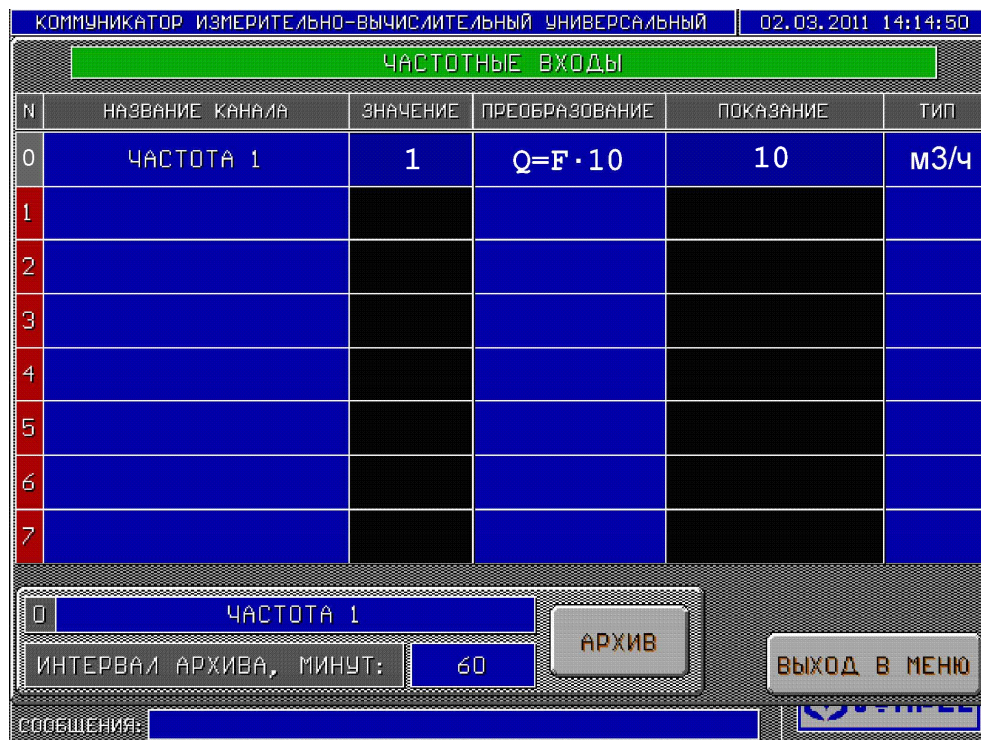 КОММУНИКАТОР ИЗМЕРИТЕЛЬНО-ВЫЧИСЛИТЕЛЬНЫЙ УНИВЕРСАЛЬНЫЙ 02.03.2011 14:14:50
ЧАСТОТНЫЕ ВХОДЫ
N НАЗВАНИЕ КАНАЛА ЗНАЧЕНИЕ ПРЕОБРАЗОВАНИЕ ПОКАЗАНИЕ ТИП
0 ЧАСТОТА 1 1 Q=F·10 10 м3/ч
1
2
3
4
5
6
7
0 ЧАСТОТА 1
ИНТЕРВАЛ АРХИВА, МИНУТ: 60
АРХИВ
ВЫХОД В МЕНЮ
СООБЩЕНИЯ: